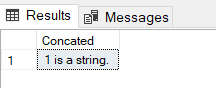 Results Messages
Concated
1 1 is a string.